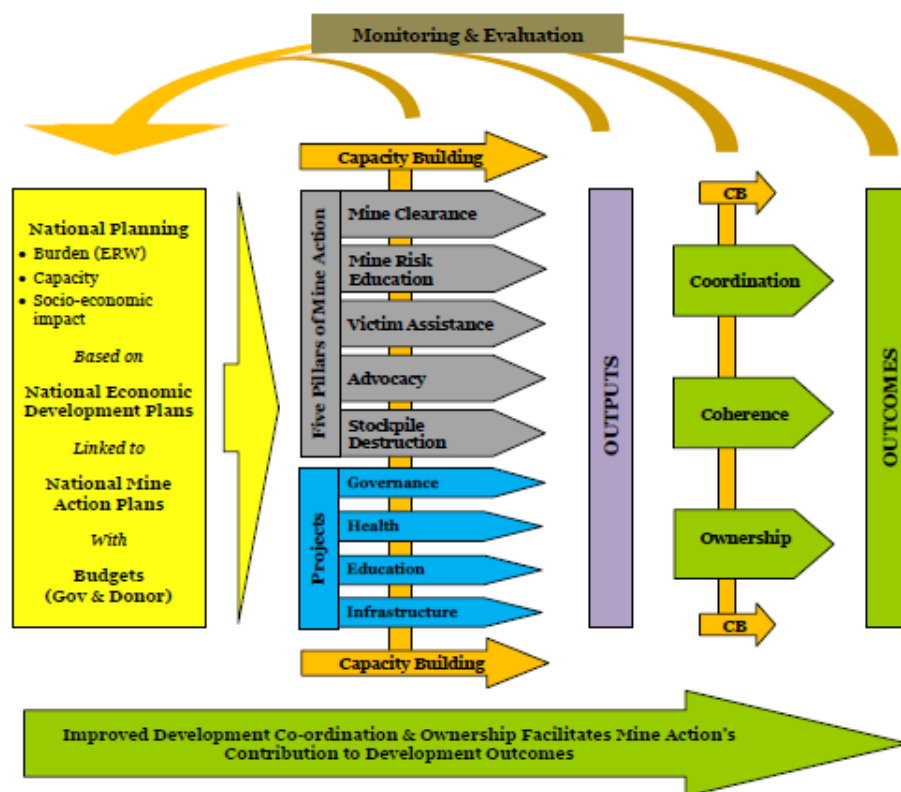 Monitoring & Evaluation
National Planning
• Burden (ERW)
• Capacity
• Socio-economic
impact
Based on
National Economic
Development Plans
Linked to
National Mine
Action Plans
With
Budgets
(Gov & Donor)
Capacity Building
Five Pillars of Mine Action
Mine Clearance
Mine Risk
Education
Victim Assistance
Advocacy
Stockpile
Destruction
Projects
Governance
Health
Education
Infrastructure
Capacity Building
OUTPUTS
CB
Coordination
Coherence
Ownership
CB
OUTCOMES
Improved Development Co-ordination & Ownership Facilitates Mine Action's
Contribution to Development Outcomes